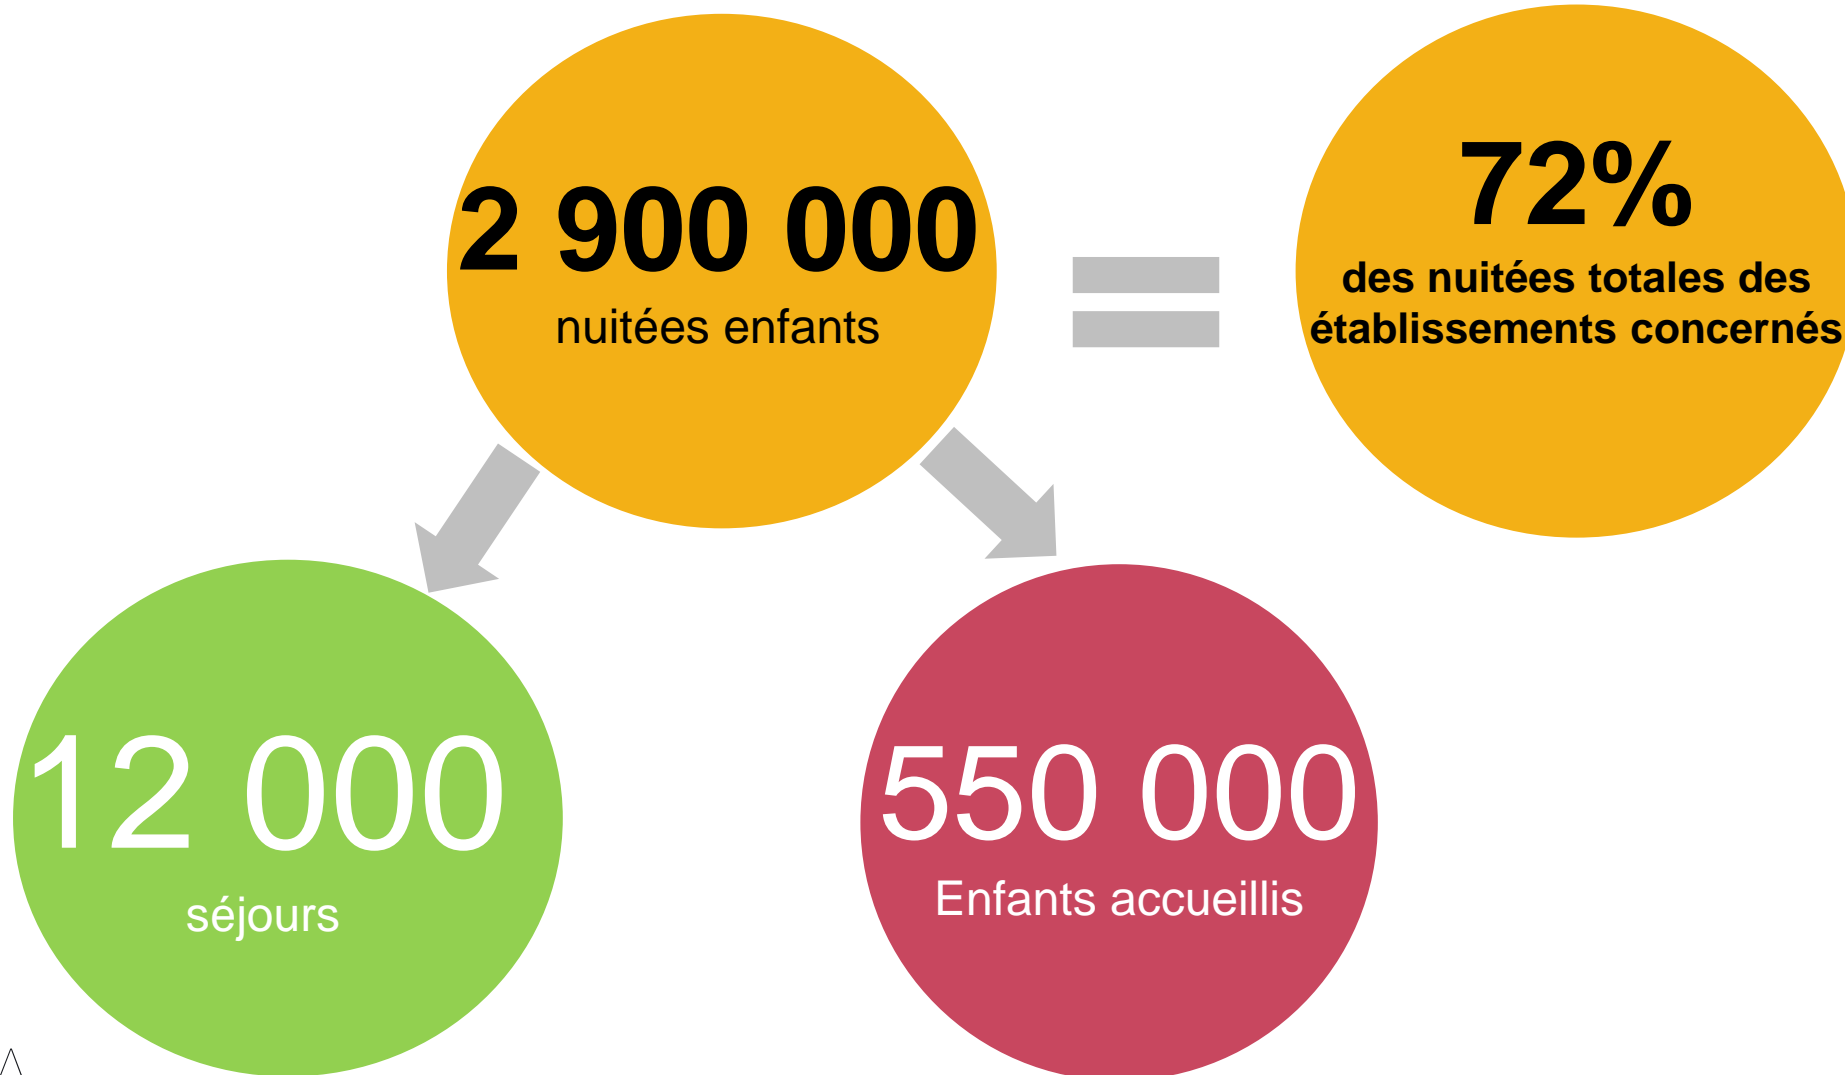 2 900 000
nuitées enfants
72%
des nuitées totales des
établissements concernés
12 000
séjours
550 000
Enfants accueillis